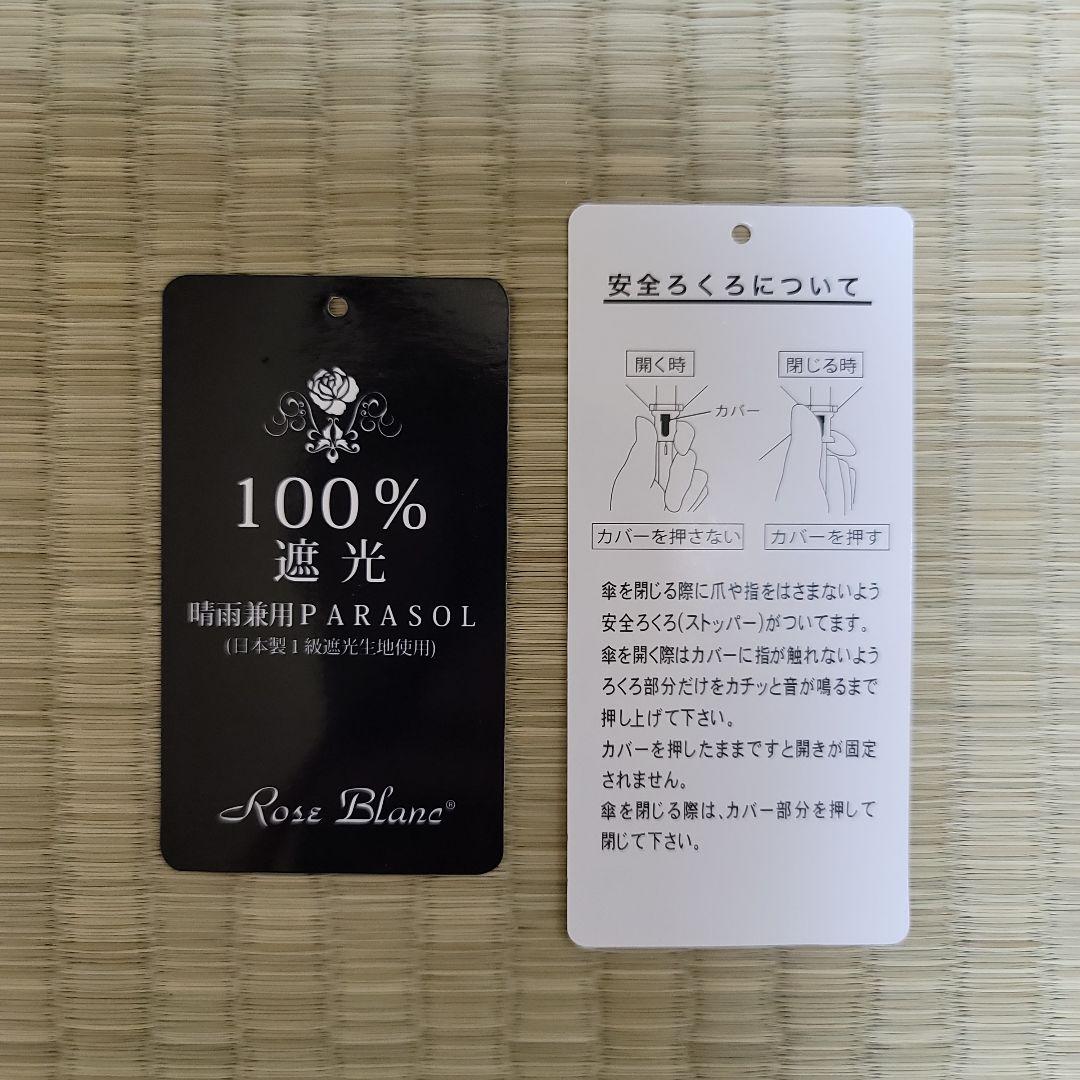 100%
遮光
晴雨兼用PARASOL
(日本製1級遮光生地使用)
Rose Blanc®
安全ろくろについて
開く時
閉じる時
カバー
カバーを押さない
カバーを押す
傘を閉じる際に爪や指をはさまないよう
安全ろくろ(ストッパー)がついてます。
傘を開く際はカバーに指が触れないよう
ろくろ部分だけをカチッと音が鳴るまで
押し上げて下さい。
カバーを押したままですと開きが固定
されません。
傘を閉じる際は、カバー部分を押して
閉じて下さい。